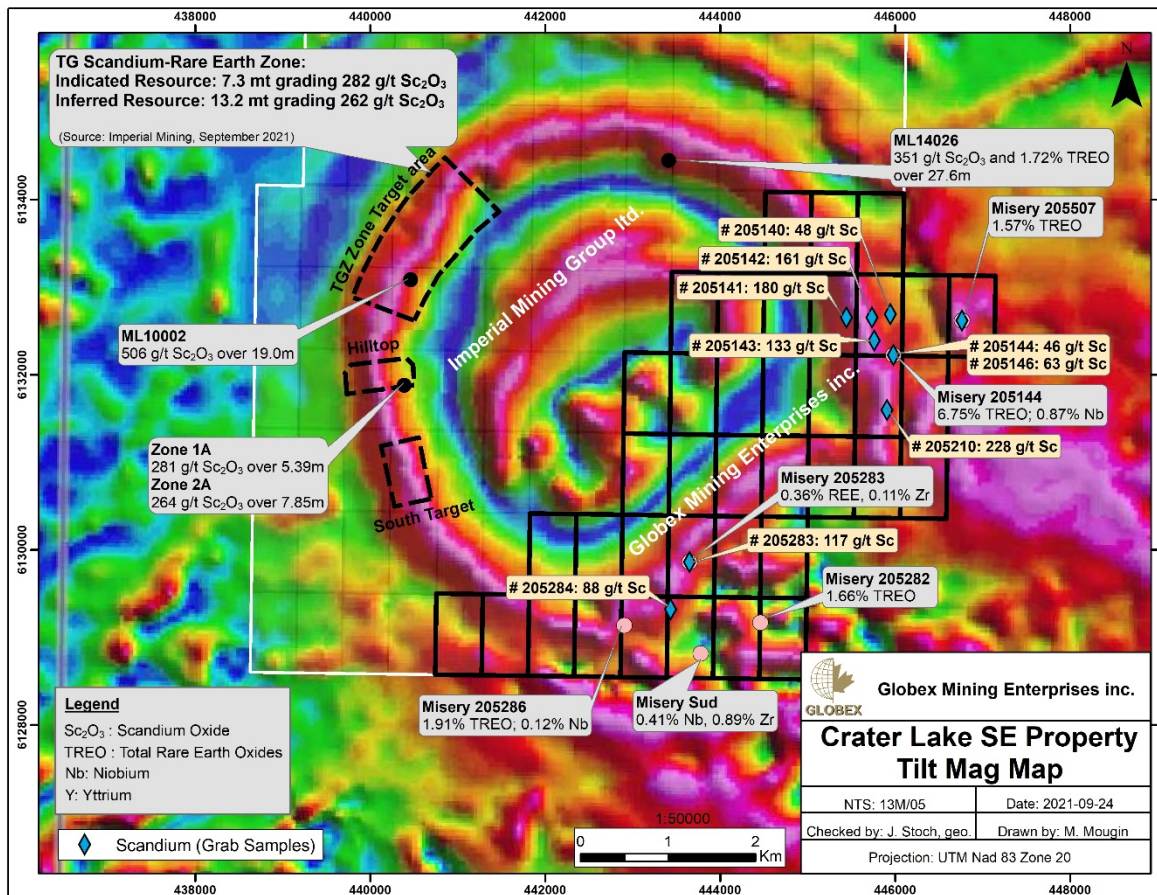 438000
440000
442000
444000
446000
448000
TG Scandium-Rare Earth Zone:
Indicated Resource: 7.3 mt grading 282 g/t Sc₂O₃
Inferred Resource: 13.2 mt grading 262 g/t Sc₂O₃
(Source: Imperial Mining, September 2021)
N
ML14026
351 g/t Sc₂O₃ and 1.72% TREO
over 27.6m
6134000
6134000
TGZ Zone Target area
Imperial Mining Group ltd.
# 205140: 48 g/t Sc
Misery 205507
1.57% TREO
# 205142: 161 g/t Sc
# 205141: 180 g/t Sc
ML10002
506 g/t Sc₂O₃ over 19.0m
# 205143: 133 g/t Sc
# 205144: 46 g/t Sc
# 205146: 63 g/t Sc
Hilltop
6132000
6132000
Misery 205144
6.75% TREO; 0.87% Nb
Globex Mining Enterprises inc.
# 205210: 228 g/t Sc
Zone 1A
281 g/t Sc₂O₃ over 5.39m
Zone 2A
264 g/t Sc₂O₃ over 7.85m
South Target
Misery 205283
0.36% REE, 0.11% Zr
6130000
6130000
# 205283: 117 g/t Sc
# 205284: 88 g/t Sc
Misery 205282
1.66% TREO
Misery 205286
1.91% TREO; 0.12% Nb
Misery Sud
0.41% Nb, 0.89% Zr
6128000
6128000
Legend
Sc₂O₃ : Scandium Oxide
TREO : Total Rare Earth Oxides
Nb: Niobium
Y: Yttrium
Scandium (Grab Samples)
1:50000
0 1 2
Km
GLOBEX
Globex Mining Enterprises inc.
Crater Lake SE Property
Tilt Mag Map
NTS: 13M/05
Date: 2021-09-24
Checked by: J. Stoch, geo.
Drawn by: M. Mougin
Projection: UTM Nad 83 Zone 20
438000
440000
442000
444000
446000
448000